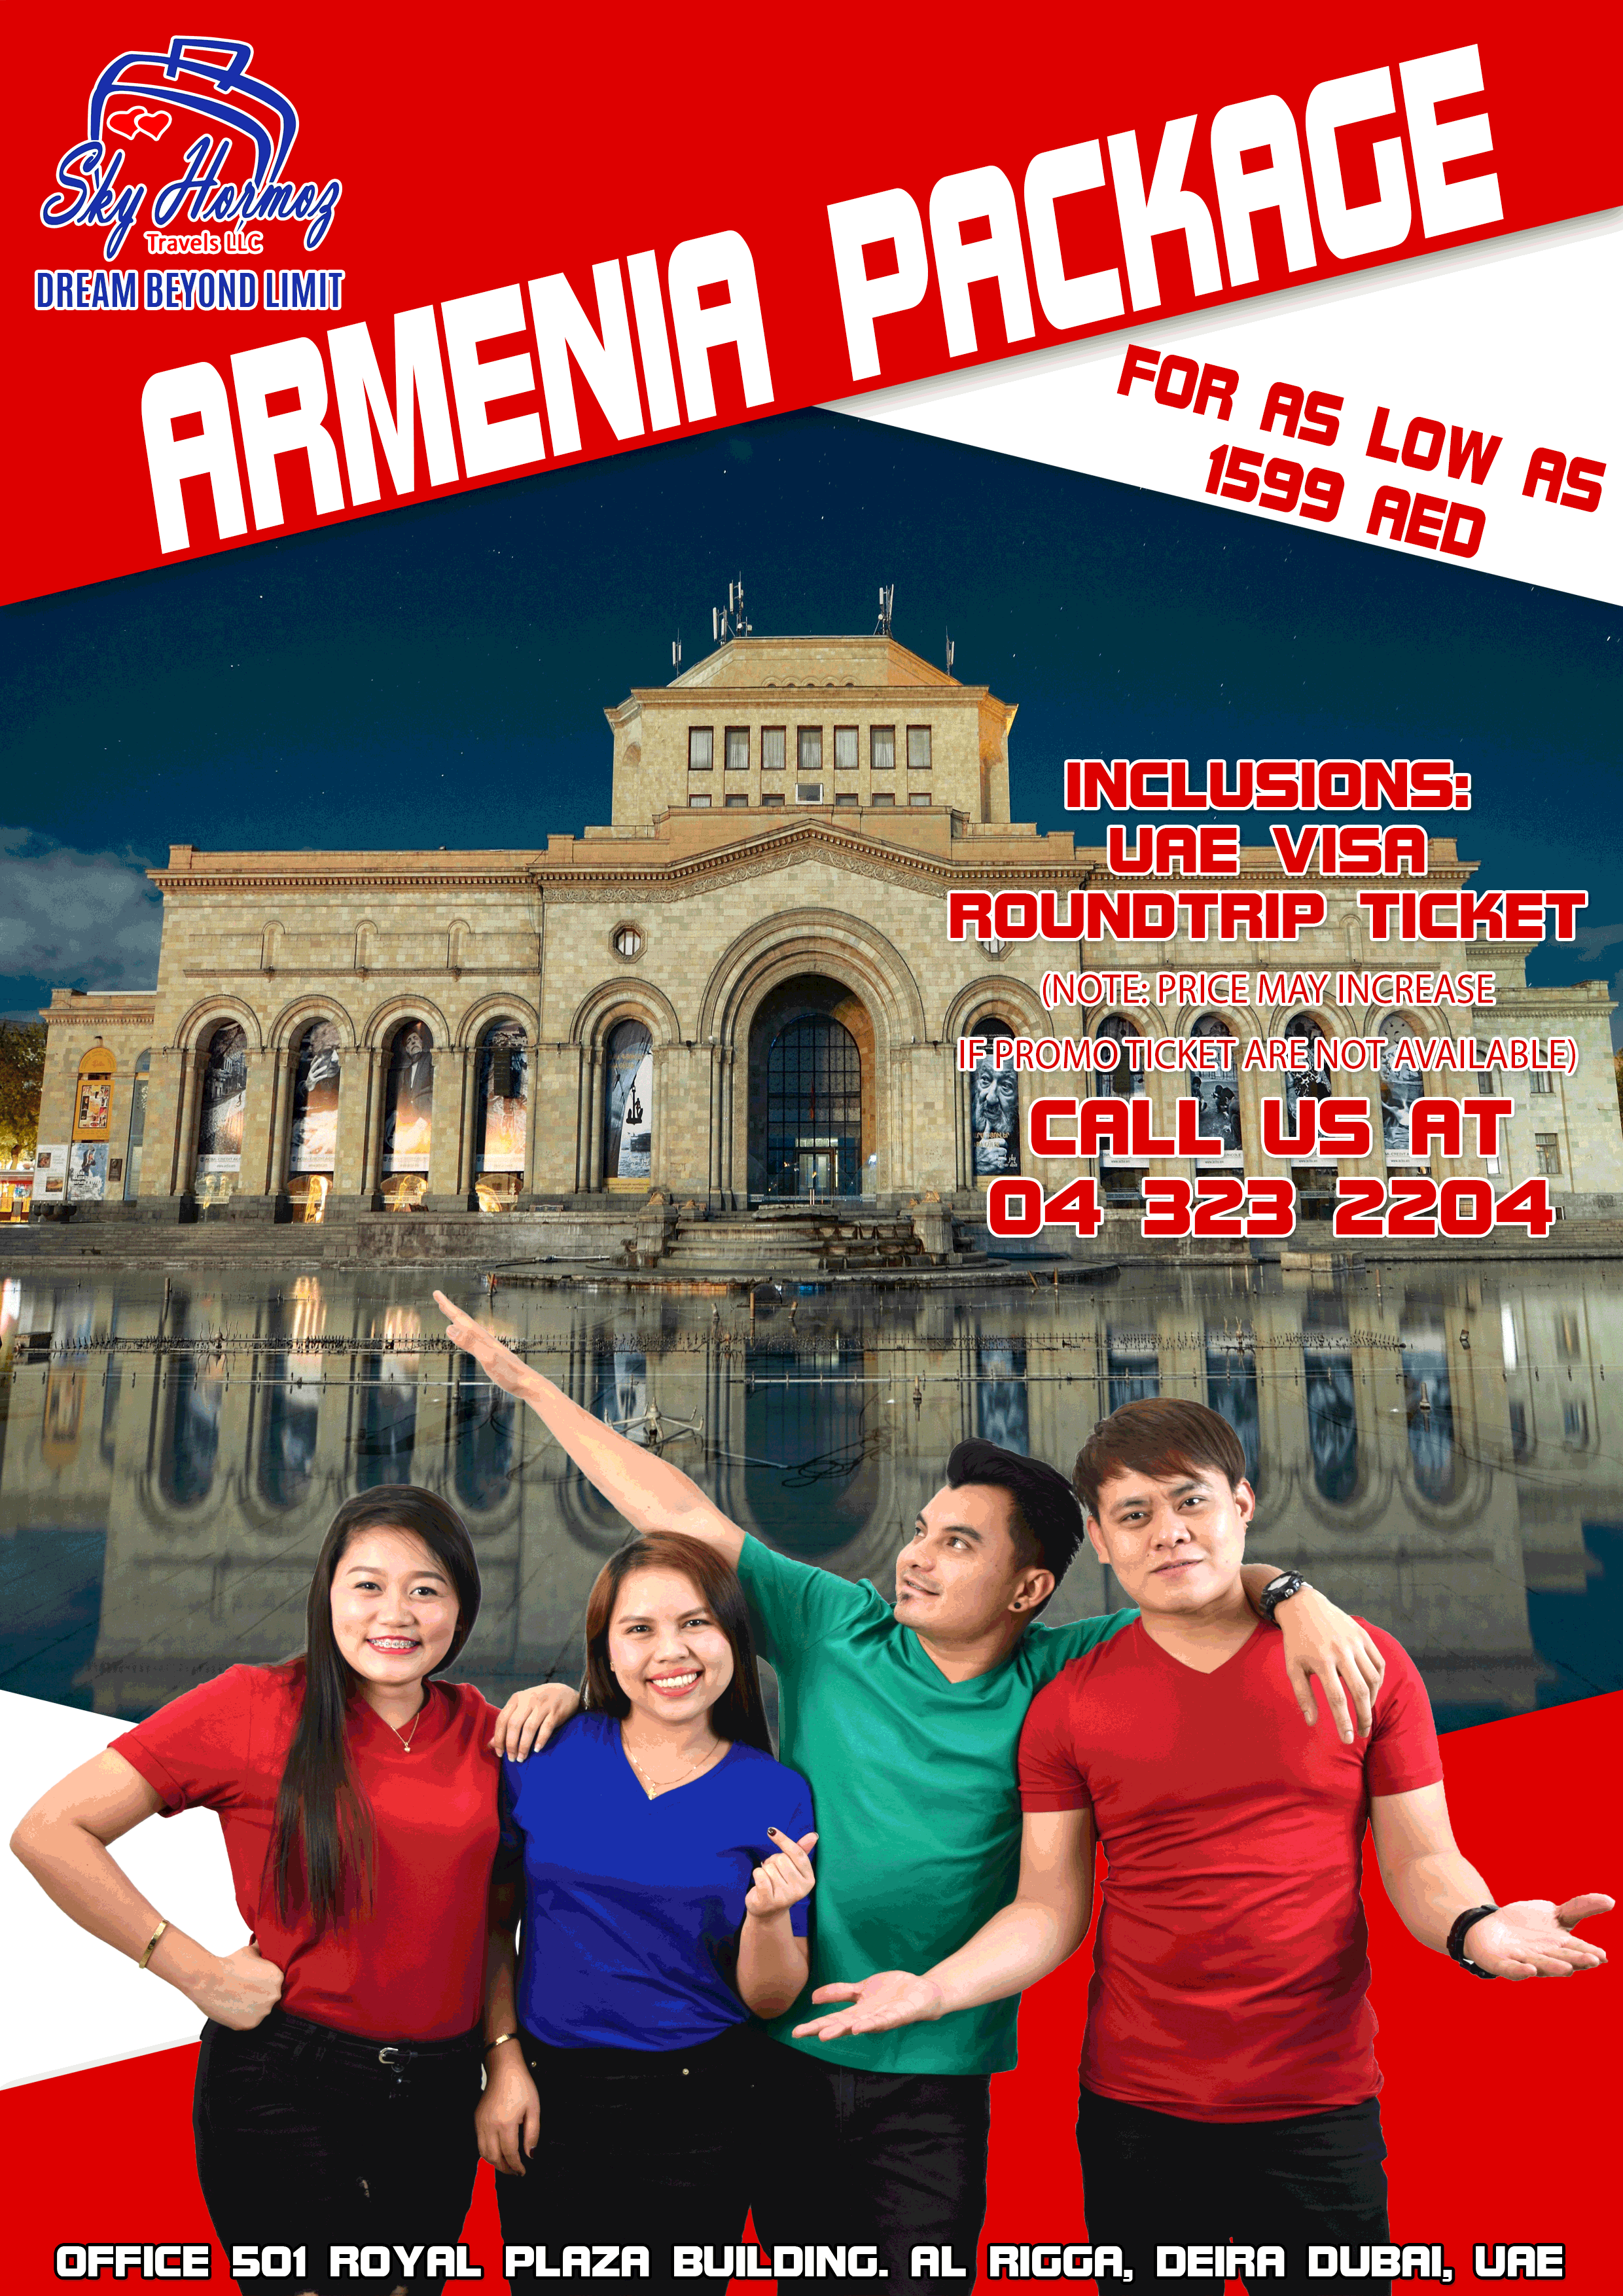 Sky Hormoz
Travels LLC
DREAM BEYOND LIMIT
ARMENIA PACKAGE
FOR AS LOW AS
1599 AED
INCLUSIONS:
UAE VISA
ROUNDTRIP TICKET
(NOTE: PRICE MAY INCREASE
IF PROMO TICKET ARE NOT AVAILABLE)
CALL US AT
04 323 2204
OFFICE 501 ROYAL PLAZA BUILDING. AL RIGGA, DEIRA DUBAI, UAE